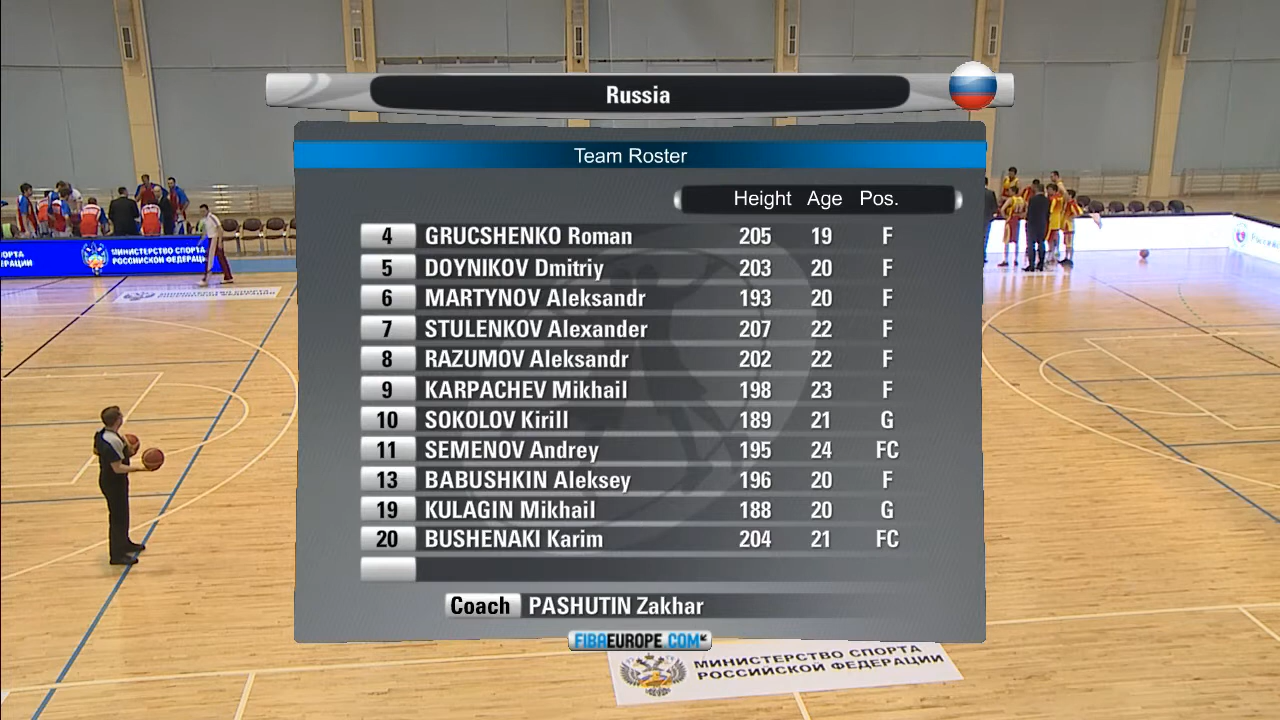 Russia
Team Roster
Height Age Pos.
4 GRUCSHENKO Roman 205 19 F
5 DOYNIKOV Dmitriy 203 20 F
6 MARTYNOV Aleksandr 193 20 F
7 STULENKOV Alexander 207 22 F
8 RAZUMOV Aleksandr 202 22 F
9 KARPACHEV Mikhail 198 23 F
10 SOKOLOV Kirill 189 21 G
11 SEMENOV Andrey 195 24 FC
13 BABUSHKIN Aleksey 196 20 F
19 KULAGIN Mikhail 188 20 G
20 BUSHENAKI Karim 204 21 FC
Coach PASHUTIN Zakhar
FIBAEUROPE.COM
МИНИСТЕРСТВО СПОРТА
РОССИЙСКОЙ ФЕДЕРАЦИИ
ОРТА
ЕРАЦИИ
МИНИСТЕРСТВО СПОРТА
РОССИЙСКОЙ ФЕДЕРАЦ